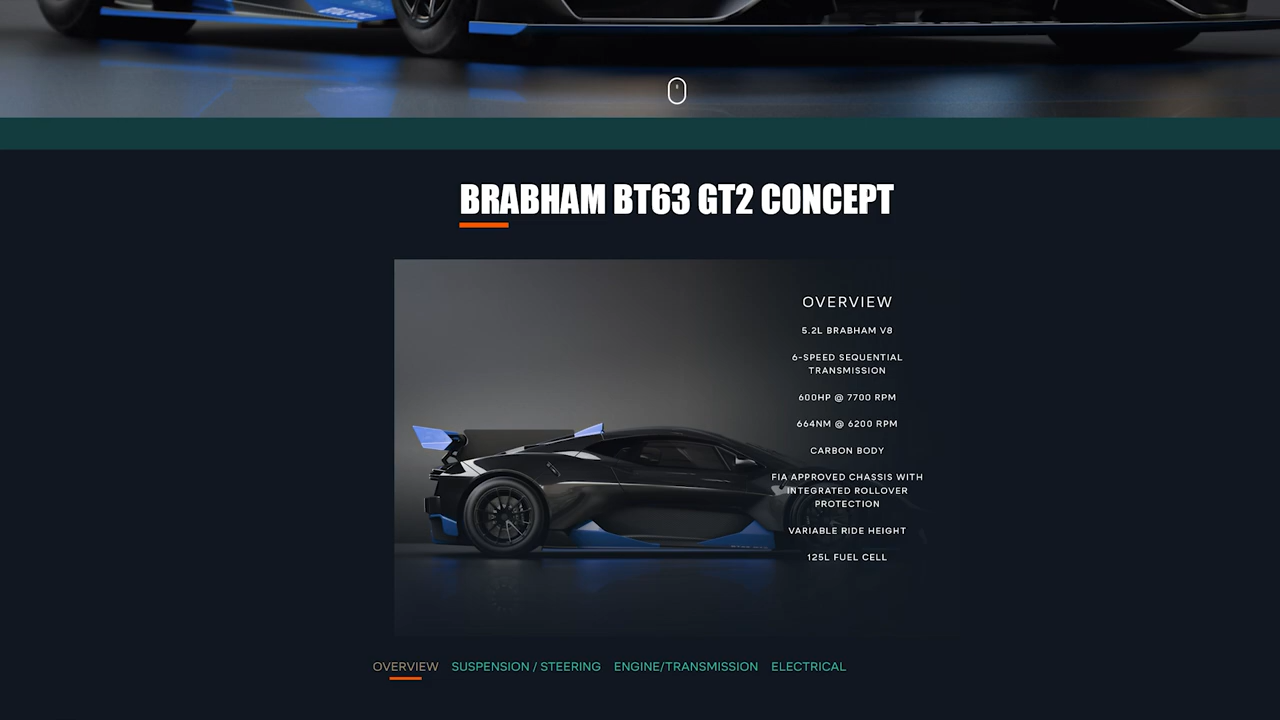 BRABHAM BT63 GT2 CONCEPT
OVERVIEW
5.2L BRABHAM V8
6-SPEED SEQUENTIAL
TRANSMISSION
600HP @ 7700 RPM
664NM @ 6200 RPM
CARBON BODY
FIA APPROVED CHASSIS WITH
INTEGRATED ROLLOVER
PROTECTION
VARIABLE RIDE HEIGHT
125L FUEL CELL
OVERVIEW SUSPENSION / STEERING ENGINE/TRANSMISSION ELECTRICAL